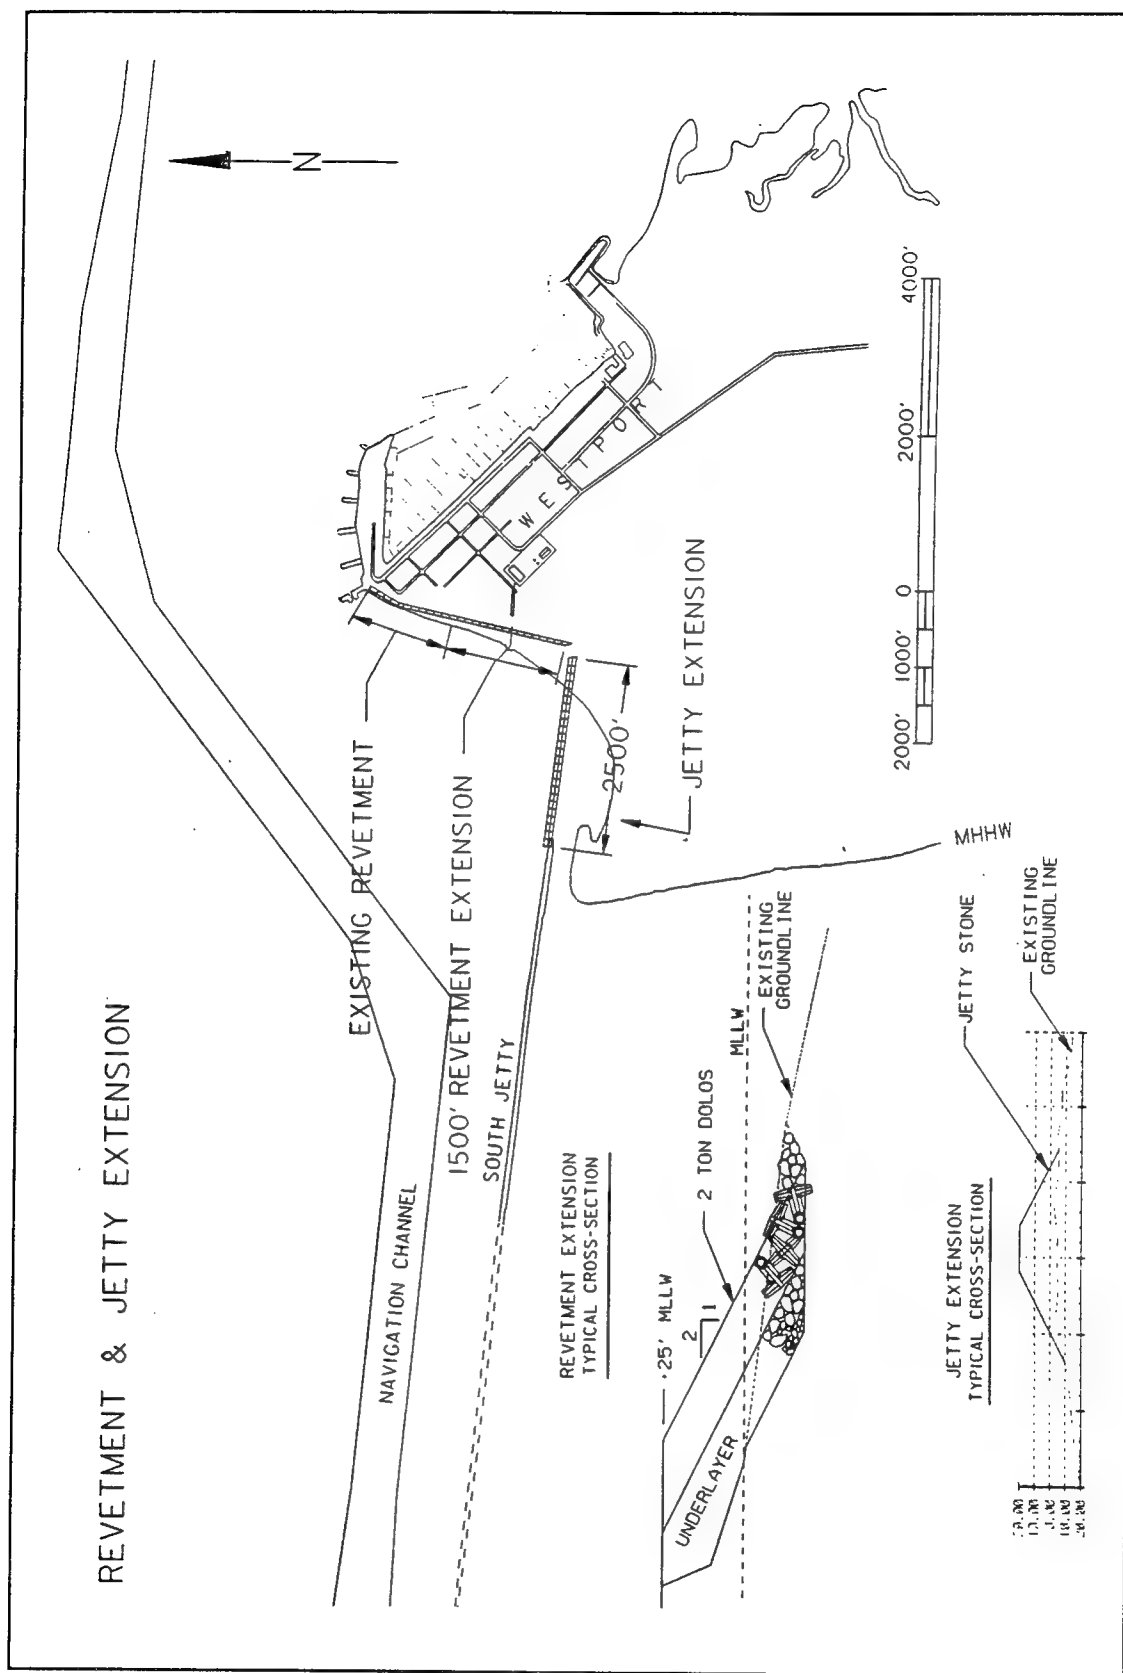 REVETMENT & JETTY EXTENSION
N
NAVIGATION CHANNEL
EXISTING REVETMENT
1500' REVETMENT EXTENSION
SOUTH JETTY
WESTPORT
2500'
JETTY EXTENSION
MHHW
2000' 1000' 0 2000' 4000'
REVETMENT EXTENSION
TYPICAL CROSS-SECTION
·25' MLLW
2
1
2 TON DOLOS
MLLW
EXISTING
GROUNDLINE
UNDERLAYER
JETTY EXTENSION
TYPICAL CROSS-SECTION
JETTY STONE
EXISTING
GROUNDLINE